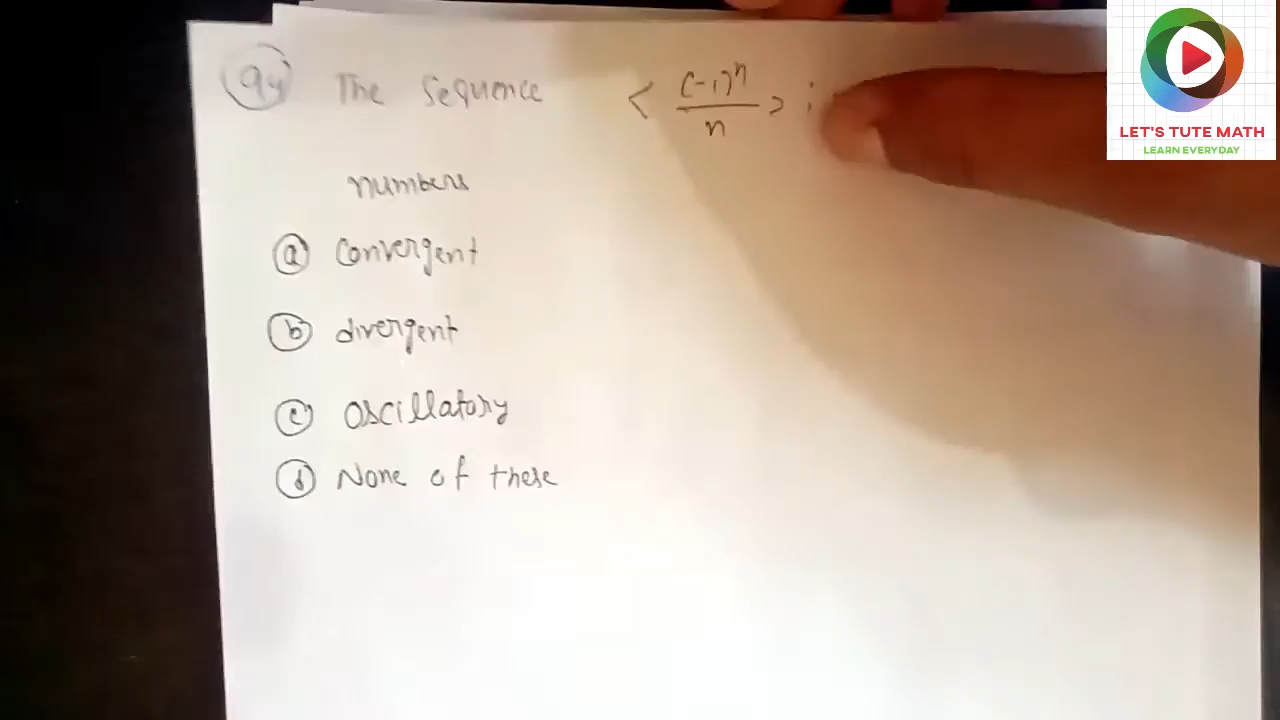 94 The Sequence < (-1)^n / n > :
numbers
(a) Convergent
(b) divergent
(c) Oscillatory
(d) None of these
LET'S TUTE MATH
LEARN EVERYDAY